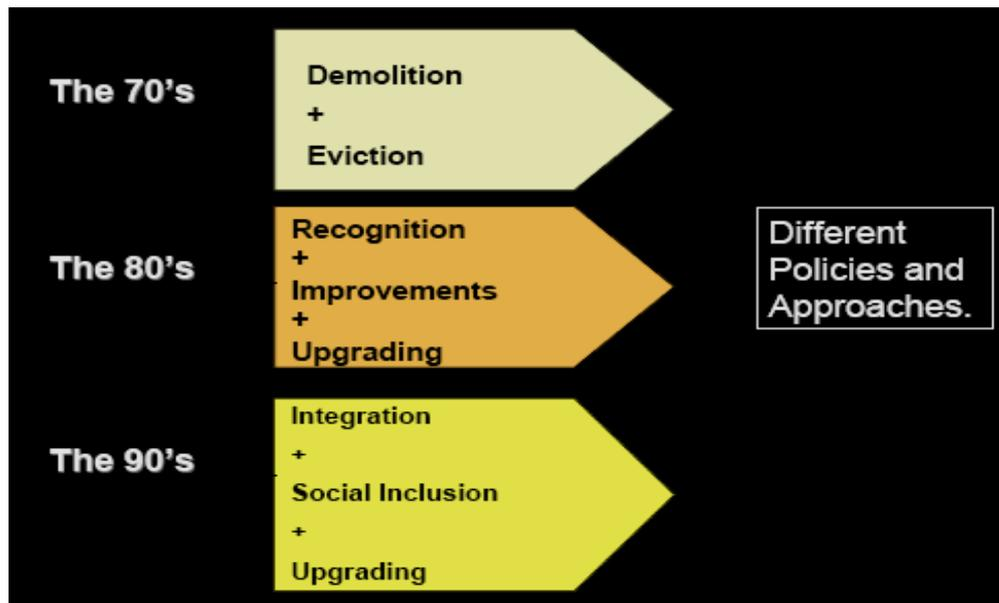 The 70's
Demolition
+
Eviction
The 80's
Recognition
+
Improvements
+
Upgrading
Different
Policies and
Approaches.
The 90's
Integration
+
Social Inclusion
+
Upgrading